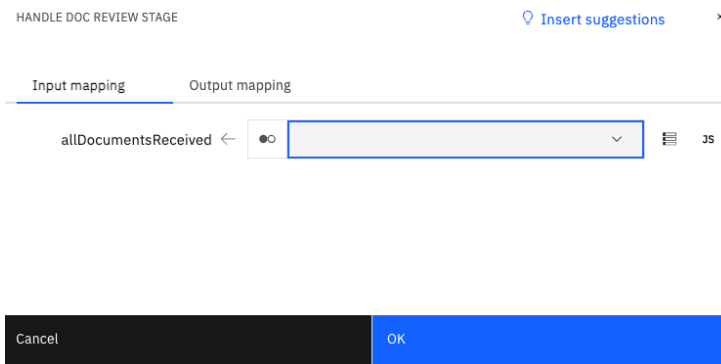 HANDLE DOC REVIEW STAGE
Insert suggestions
Input mapping
Output mapping
allDocumentsReceived
JS
Cancel
OK